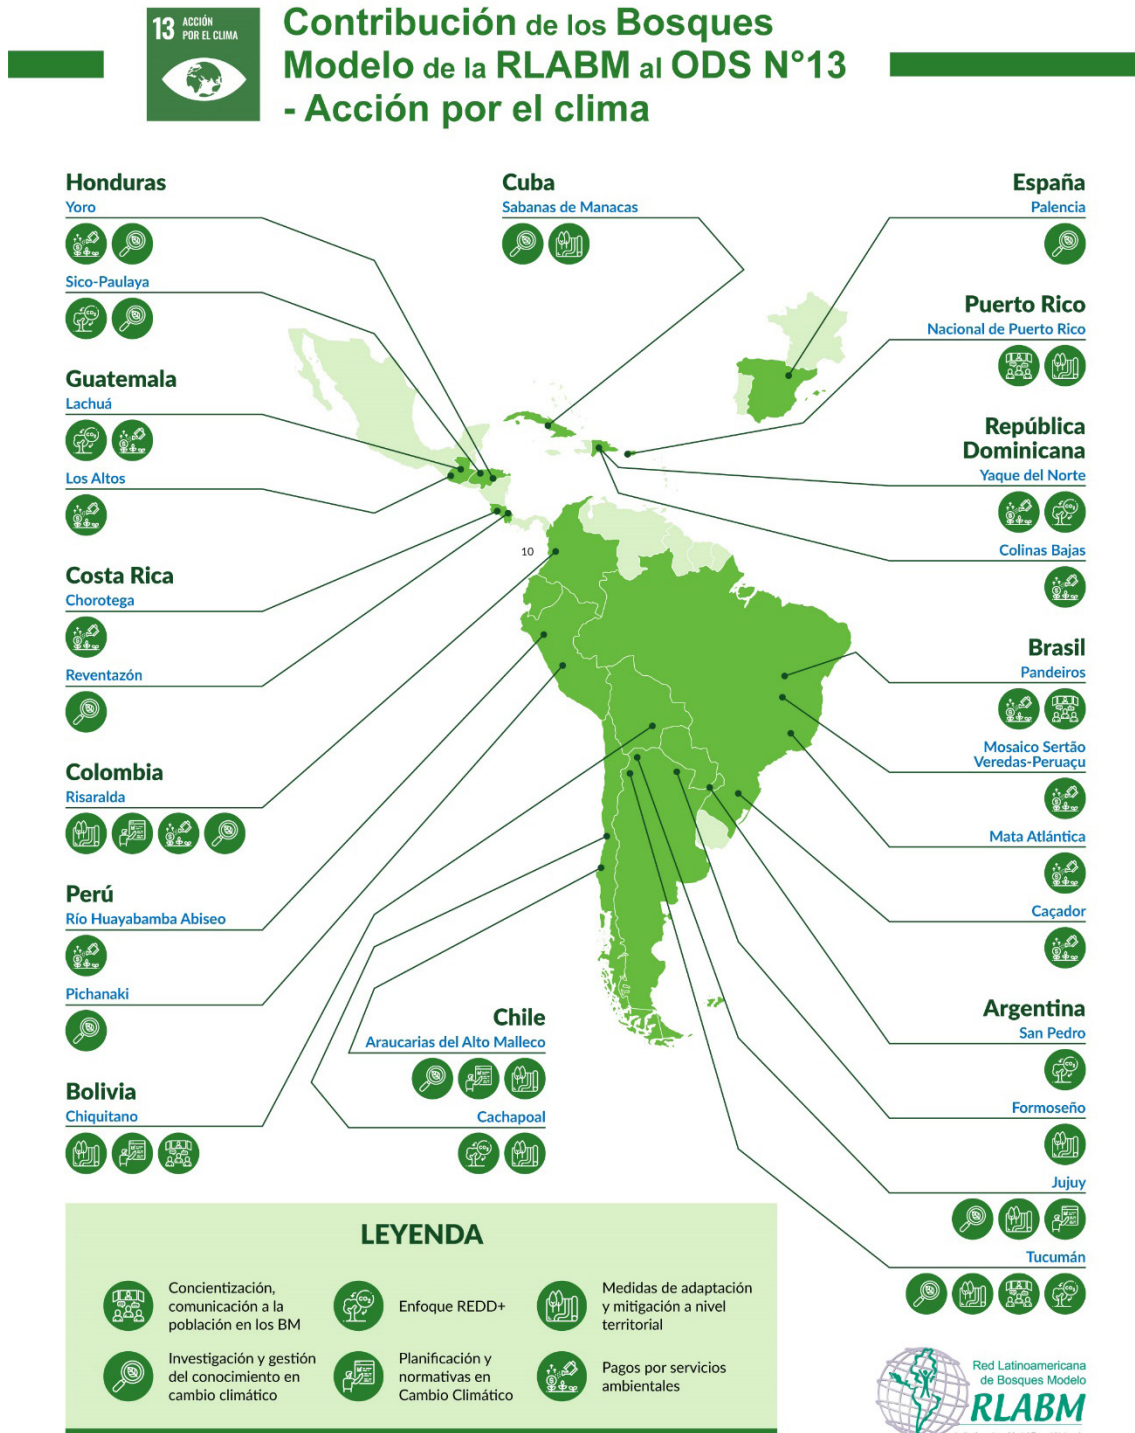 13 ACCIÓN
POR EL CLIMA
Contribución de los Bosques
Modelo de la RLABM al ODS N°13
- Acción por el clima
Honduras
Yoro
Sico-Paulaya
Guatemala
Lachuá
Los Altos
Costa Rica
Chorotega
Reventazón
Colombia
Risaralda
Perú
Río Huayabamba Abiseo
Pichanaki
Bolivia
Chiquitano
Cuba
Sabanas de Manacas
10
Chile
Araucarias del Alto Malleco
Cachapoal
España
Palencia
Puerto Rico
Nacional de Puerto Rico
República
Dominicana
Yaque del Norte
Colinas Bajas
Brasil
Pandeiros
Mosaico Sertão
Veredas-Peruaçu
Mata Atlántica
Caçador
Argentina
San Pedro
Formoseño
Jujuy
Tucumán
LEYENDA
Concientización,
comunicación a la
población en los BM
Enfoque REDD+
Medidas de adaptación
y mitigación a nivel
territorial
Investigación y gestión
del conocimiento en
cambio climático
Planificación y
normativas en
Cambio Climático
Pagos por servicios
ambientales
Red Latinoamericana
de Bosques Modelo
RLABM